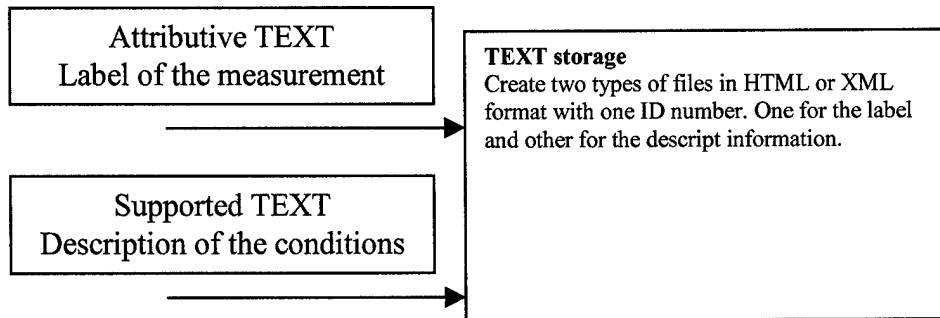 Attributive TEXT
Label of the measurement
Supported TEXT
Description of the conditions
TEXT storage
Create two types of files in HTML or XML
format with one ID number. One for the label
and other for the descript information.